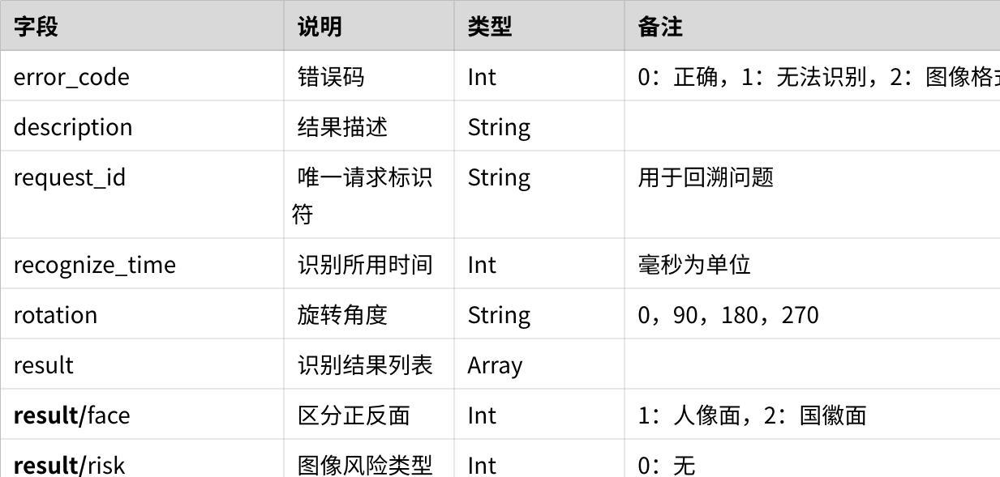 字段 说明 类型 备注
error_code 错误码 Int 0：正确，1：无法识别，2：图像格
description 结果描述 String
request_id 唯一请求标识 String 用于回溯问题
符
recognize_time 识别所用时间 Int 毫秒为单位
rotation 旋转角度 String 0，90，180，270
result 识别结果列表 Array
result/face 区分正反面 Int 1：人像面，2：国徽面
result/risk 图像风险类型 Int 0：无